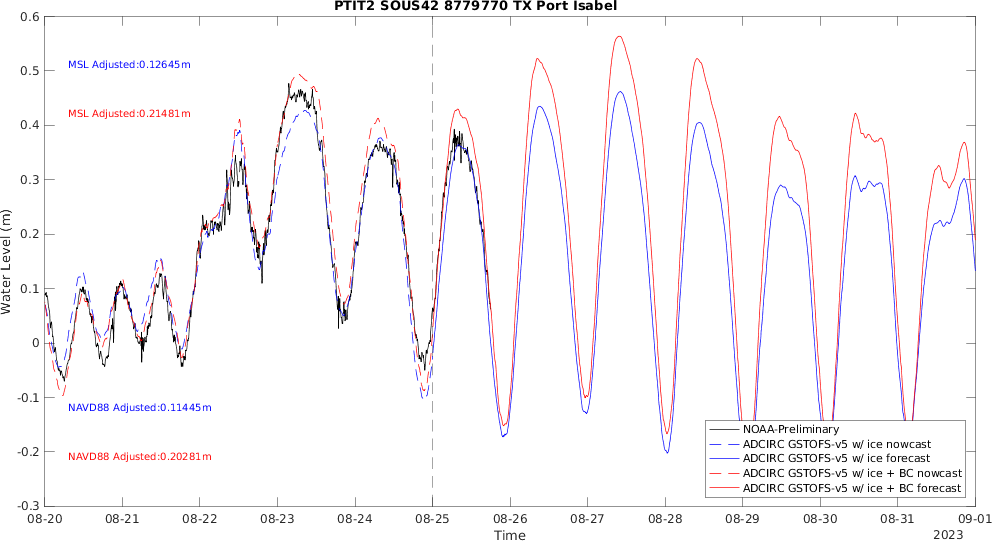 PTIT2 SOUS42 8779770 TX Port Isabel
0.6
0.5
0.4
0.3
0.2
0.1
0
-0.1
-0.2
-0.3
Water Level (m)
MSL Adjusted:0.12645m
MSL Adjusted:0.21481m
NAVD88 Adjusted:0.11445m
NAVD88 Adjusted:0.20281m
NOAA-Preliminary
ADCIRC GSTOFS-v5 w/ ice nowcast
ADCIRC GSTOFS-v5 w/ ice forecast
ADCIRC GSTOFS-v5 w/ ice + BC nowcast
ADCIRC GSTOFS-v5 w/ ice + BC forecast
08-20 08-21 08-22 08-23 08-24 08-25 08-26 08-27 08-28 08-29 08-30 08-31 09-01
Time
2023